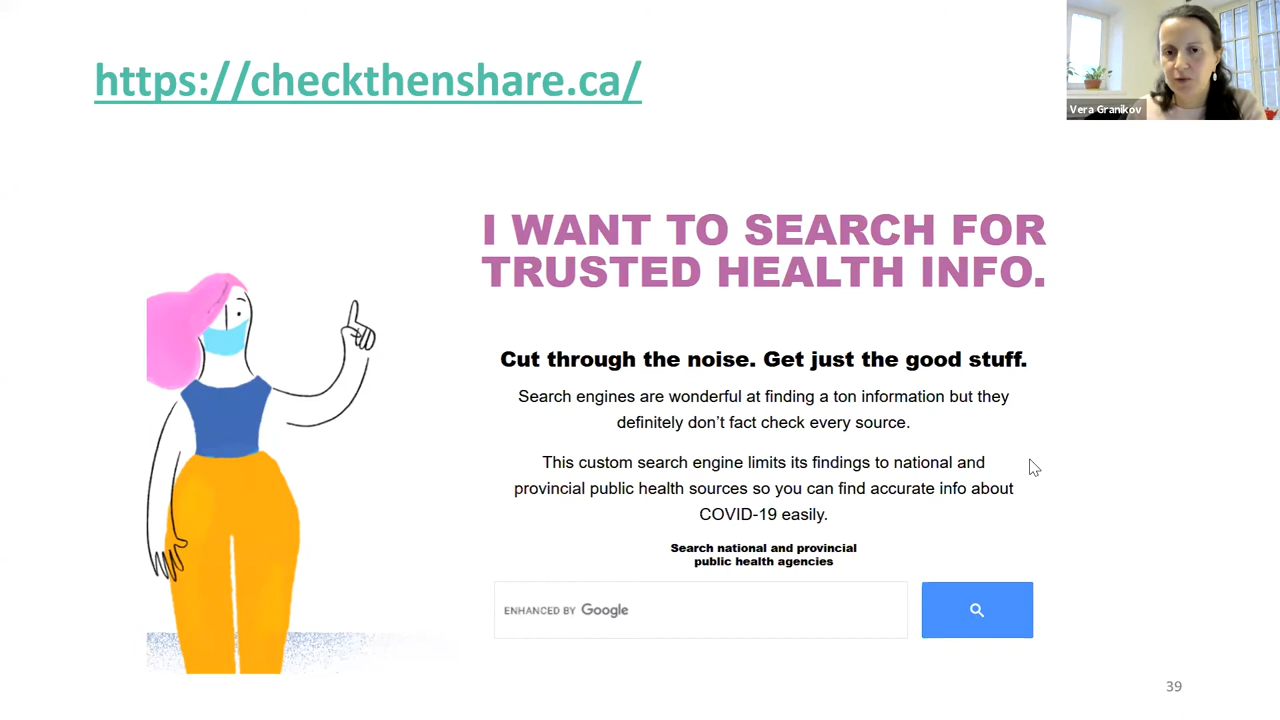 https://checkthenshare.ca/
Vera Granikov
I WANT TO SEARCH FOR
TRUSTED HEALTH INFO.
Cut through the noise. Get just the good stuff.
Search engines are wonderful at finding a ton information but they
definitely don’t fact check every source.
This custom search engine limits its findings to national and
provincial public health sources so you can find accurate info about
COVID-19 easily.
Search national and provincial
public health agencies
ENHANCED BY Google
39